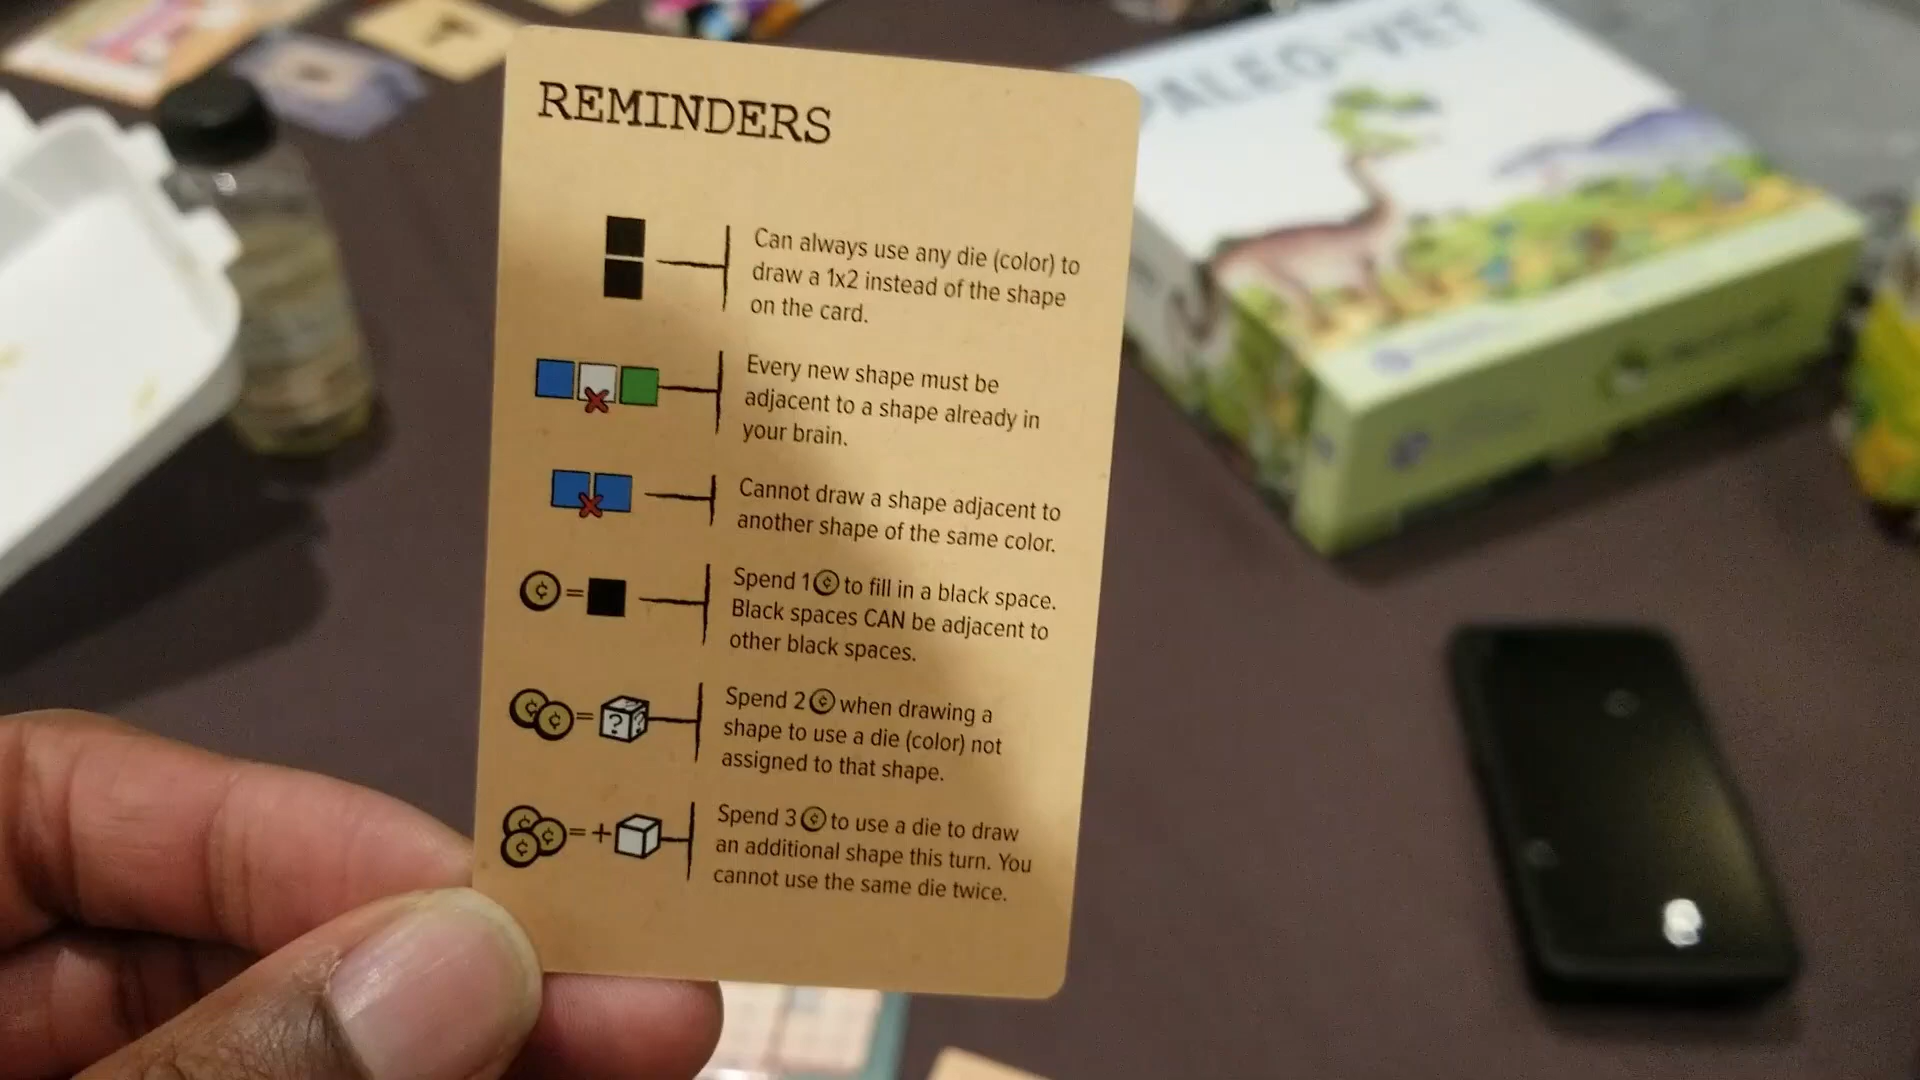 REMINDERS
Can always use any die (color) to
draw a 1x2 instead of the shape
on the card.
Every new shape must be
adjacent to a shape already in
your brain.
Cannot draw a shape adjacent to
another shape of the same color.
¢ = Spend 1 ¢ to fill in a black space.
Black spaces CAN be adjacent to
other black spaces.
¢ ¢ = ? ? Spend 2 ¢ when drawing a
shape to use a die (color) not
assigned to that shape.
¢ ¢ ¢ = + Spend 3 ¢ to use a die to draw
an additional shape this turn. You
cannot use the same die twice.
PALEO-VET